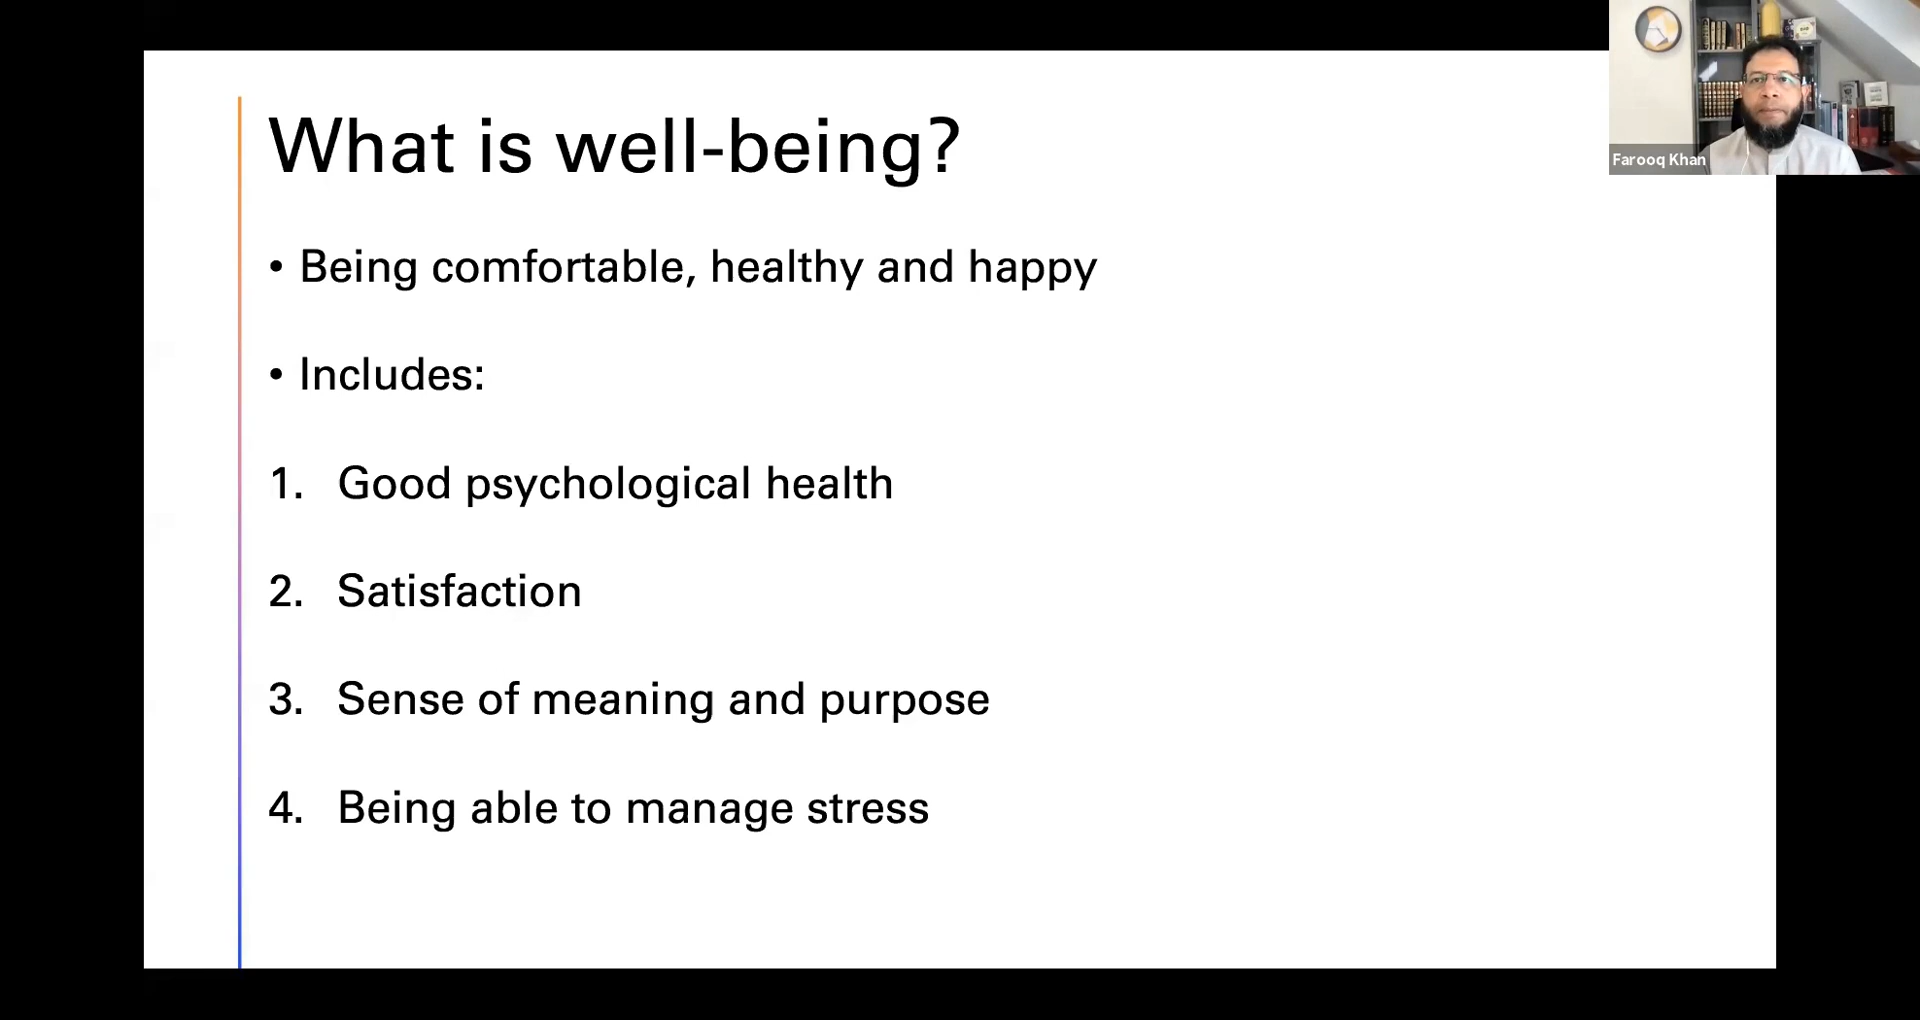 What is well-being?
• Being comfortable, healthy and happy
• Includes:
1. Good psychological health
2. Satisfaction
3. Sense of meaning and purpose
4. Being able to manage stress
Farooq Khan